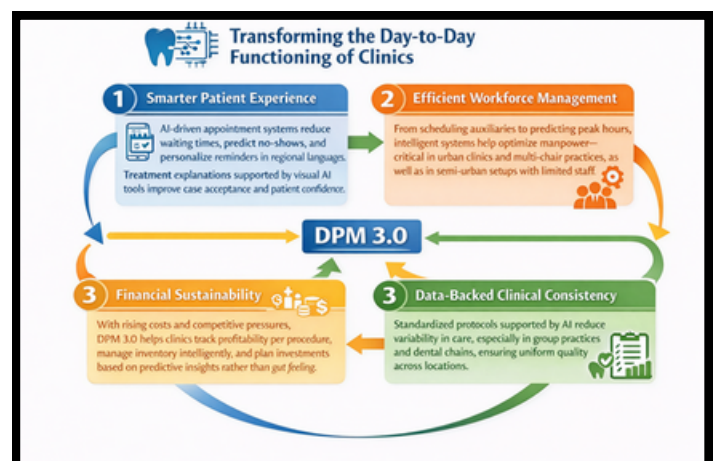 Transforming the Day-to-Day
Functioning of Clinics
1 Smarter Patient Experience
AI-driven appointment systems reduce
waiting times, predict no-shows, and
personalize reminders in regional language.
Treatment explanations supported by visual AI
tools improve case acceptance and patient confidence.
2 Efficient Workforce Management
From scheduling auxiliaries to predicting peak hours,
intelligent systems help optimize manpower—
critical in urban clinics and multi-chair practices, as
well as in semi-urban setups with limited staff.
DPM 3.0
3 Financial Sustainability
With rising costs and competitive pressures,
DPM 3.0 helps clinics track profitability per procedure,
manage inventory intelligently, and plan investments
based on predictive insights rather than gut feeling.
3 Data-Backed Clinical Consistency
Standardized protocols supported by AI reduce
variability in care, especially in group practices
and dental chains, ensuring uniform quality
across locations.